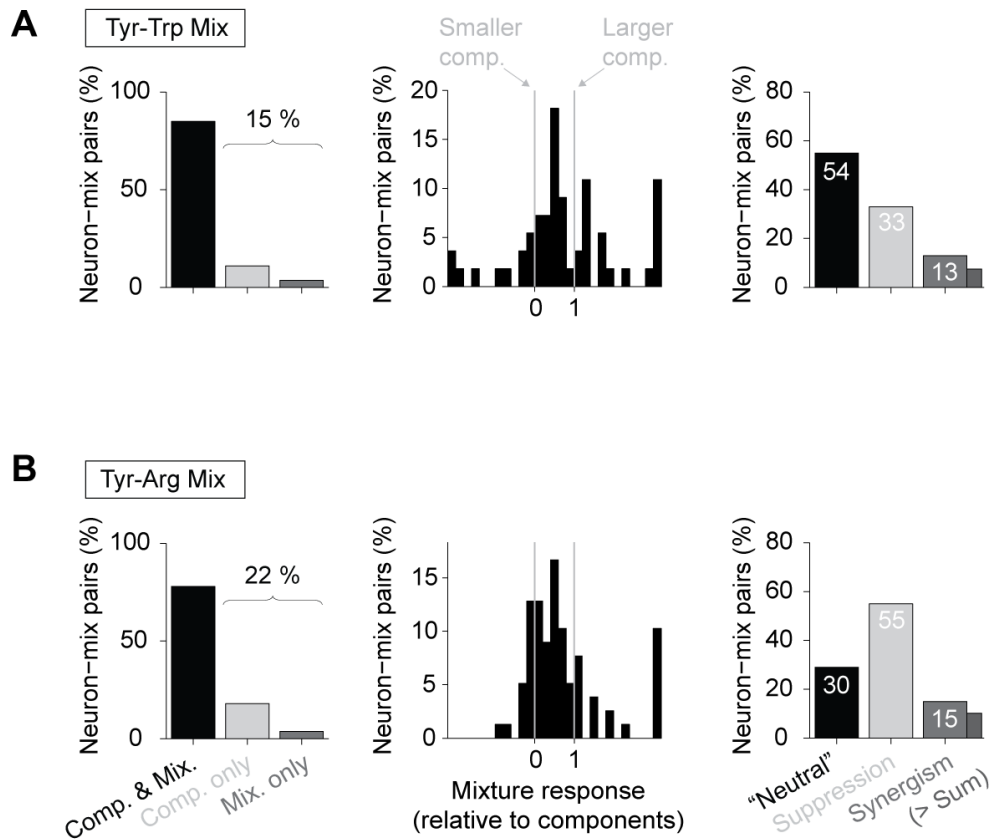 A
Tyr-Trp Mix
Smaller
comp.
Larger
comp.
Neuron−mix pairs (%)
100
50
0
15 %
Neuron−mix pairs (%)
20
15
10
5
0
0 1
Neuron−mix pairs (%)
80
60
40
20
0
54
33
13
B
Tyr-Arg Mix
Neuron−mix pairs (%)
100
50
0
22 %
Comp. & Mix.
Comp. only
Mix. only
Neuron−mix pairs (%)
15
10
5
0
0 1
Mixture response
(relative to components)
Neuron−mix pairs (%)
80
60
40
20
0
30
55
15
“Neutral”
Suppression
Synergism
(> Sum)